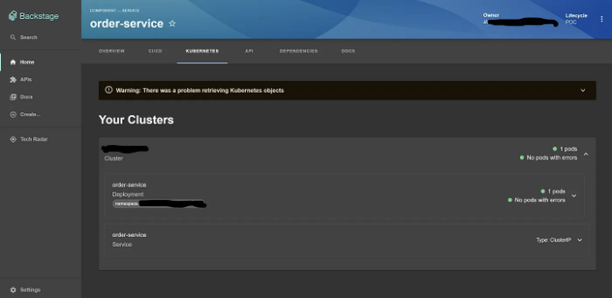 Backstage
Search
Home
APIs
Docs
Create...
Tech Radar
Settings
COMPONENT — SERVICE
order-service
Owner
Lifecycle
POC
OVERVIEW
CI/CD
KUBERNETES
API
DEPENDENCIES
DOCS
Warning: There was a problem retrieving Kubernetes objects
Your Clusters
Cluster
1 pods
No pods with errors
order-service
Deployment
namespace:
1 pods
No pods with errors
order-service
Service
Type: ClusterIP